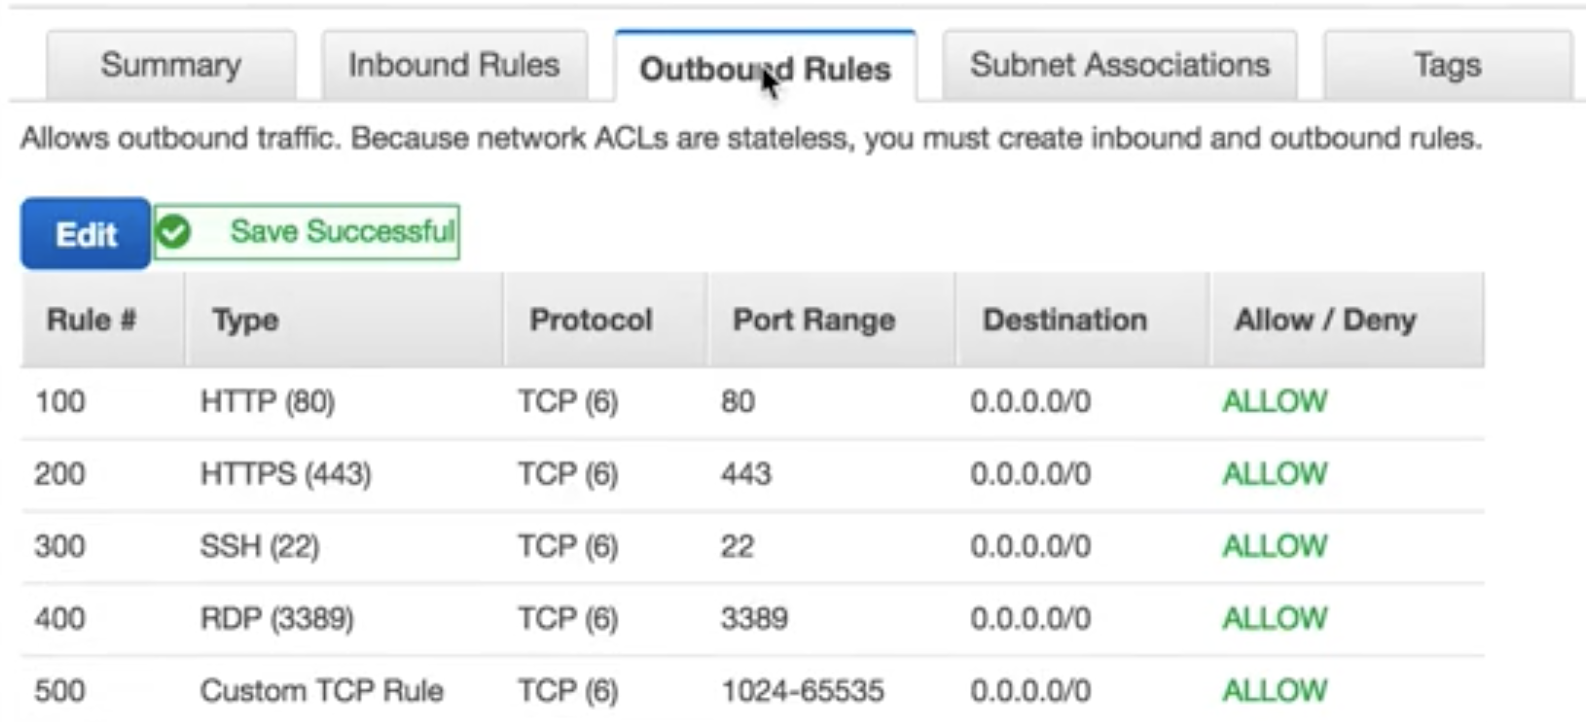 Summary Inbound Rules Outbound Rules Subnet Associations Tags
Allows outbound traffic. Because network ACLs are stateless, you must create inbound and outbound rules.
Edit Save Successful
Rule # Type Protocol Port Range Destination Allow / Deny
100 HTTP (80) TCP (6) 80 0.0.0.0/0 ALLOW
200 HTTPS (443) TCP (6) 443 0.0.0.0/0 ALLOW
300 SSH (22) TCP (6) 22 0.0.0.0/0 ALLOW
400 RDP (3389) TCP (6) 3389 0.0.0.0/0 ALLOW
500 Custom TCP Rule TCP (6) 1024-65535 0.0.0.0/0 ALLOW